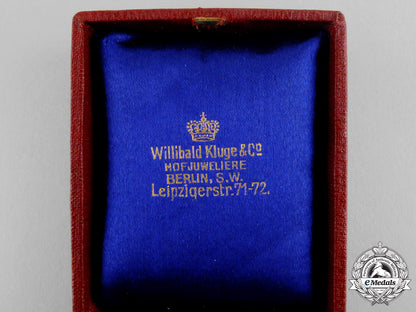 Willibald Kluge & Co
HOFJUWELIERE
BERLIN, S.W.
Leipzigerstr. 71-72.
eMedals